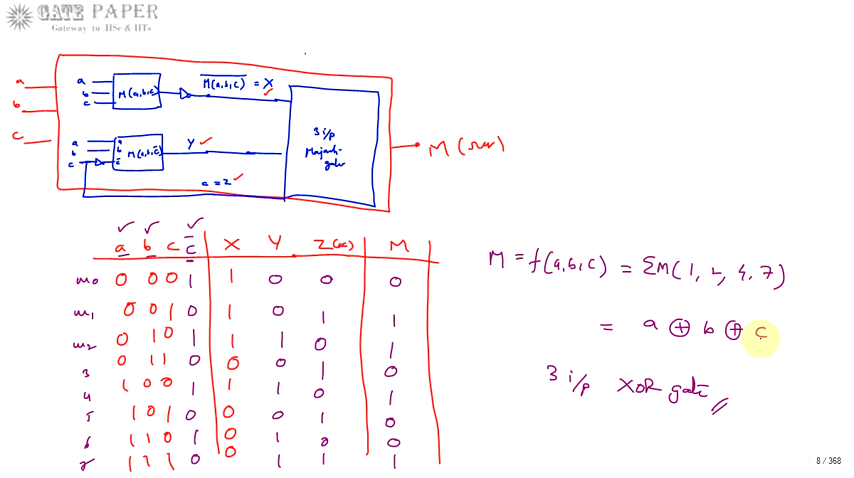 GATE PAPER
Gateway to IISc & IITs
a
b
c
a
b
c
M(a,b,c)
M(a,b,c) = X
a
b
c
a
b
c̅
M(a,b,c̅)
Y
c = Z
3 i/p
gate
M
a b c c̅ X Y Z(c) M
m0 0 0 0 1 1 0 0 0
m1 0 0 1 0 1 0 1 1
m2 0 1 0 1 1 1 0 1
3 0 1 1 0 0 0 1 0
4 1 0 0 1 1 1 0 1
5 1 0 1 0 0 0 1 0
6 1 1 0 1 0 1 0 0
7 1 1 1 0 0 1 1 1
M = f(a,b,c) = ΣM(1, 2, 4, 7)
= a ⊕ b ⊕ c
3 i/p XOR gate
8 / 368